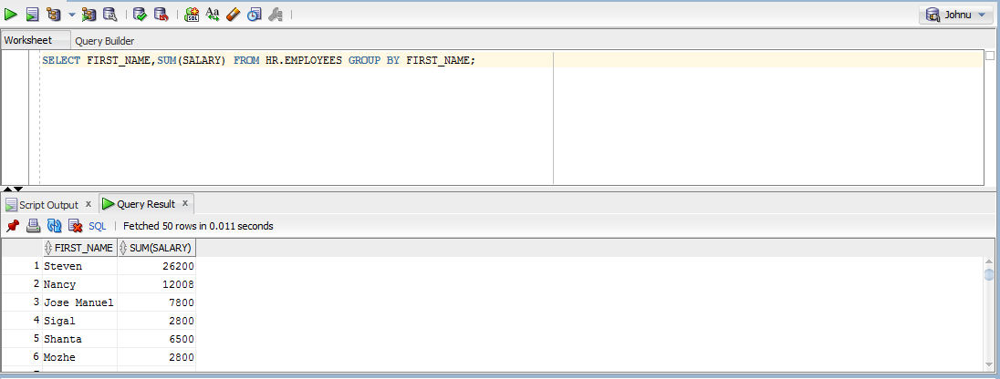 Johnu
Worksheet Query Builder
SELECT FIRST_NAME,SUM(SALARY) FROM HR.EMPLOYEES GROUP BY FIRST_NAME;
Script Output x Query Result x
SQL Fetched 50 rows in 0.011 seconds
FIRST_NAME SUM(SALARY)
1 Steven 26200
2 Nancy 12008
3 Jose Manuel 7800
4 Sigal 2800
5 Shanta 6500
6 Mozhe 2800